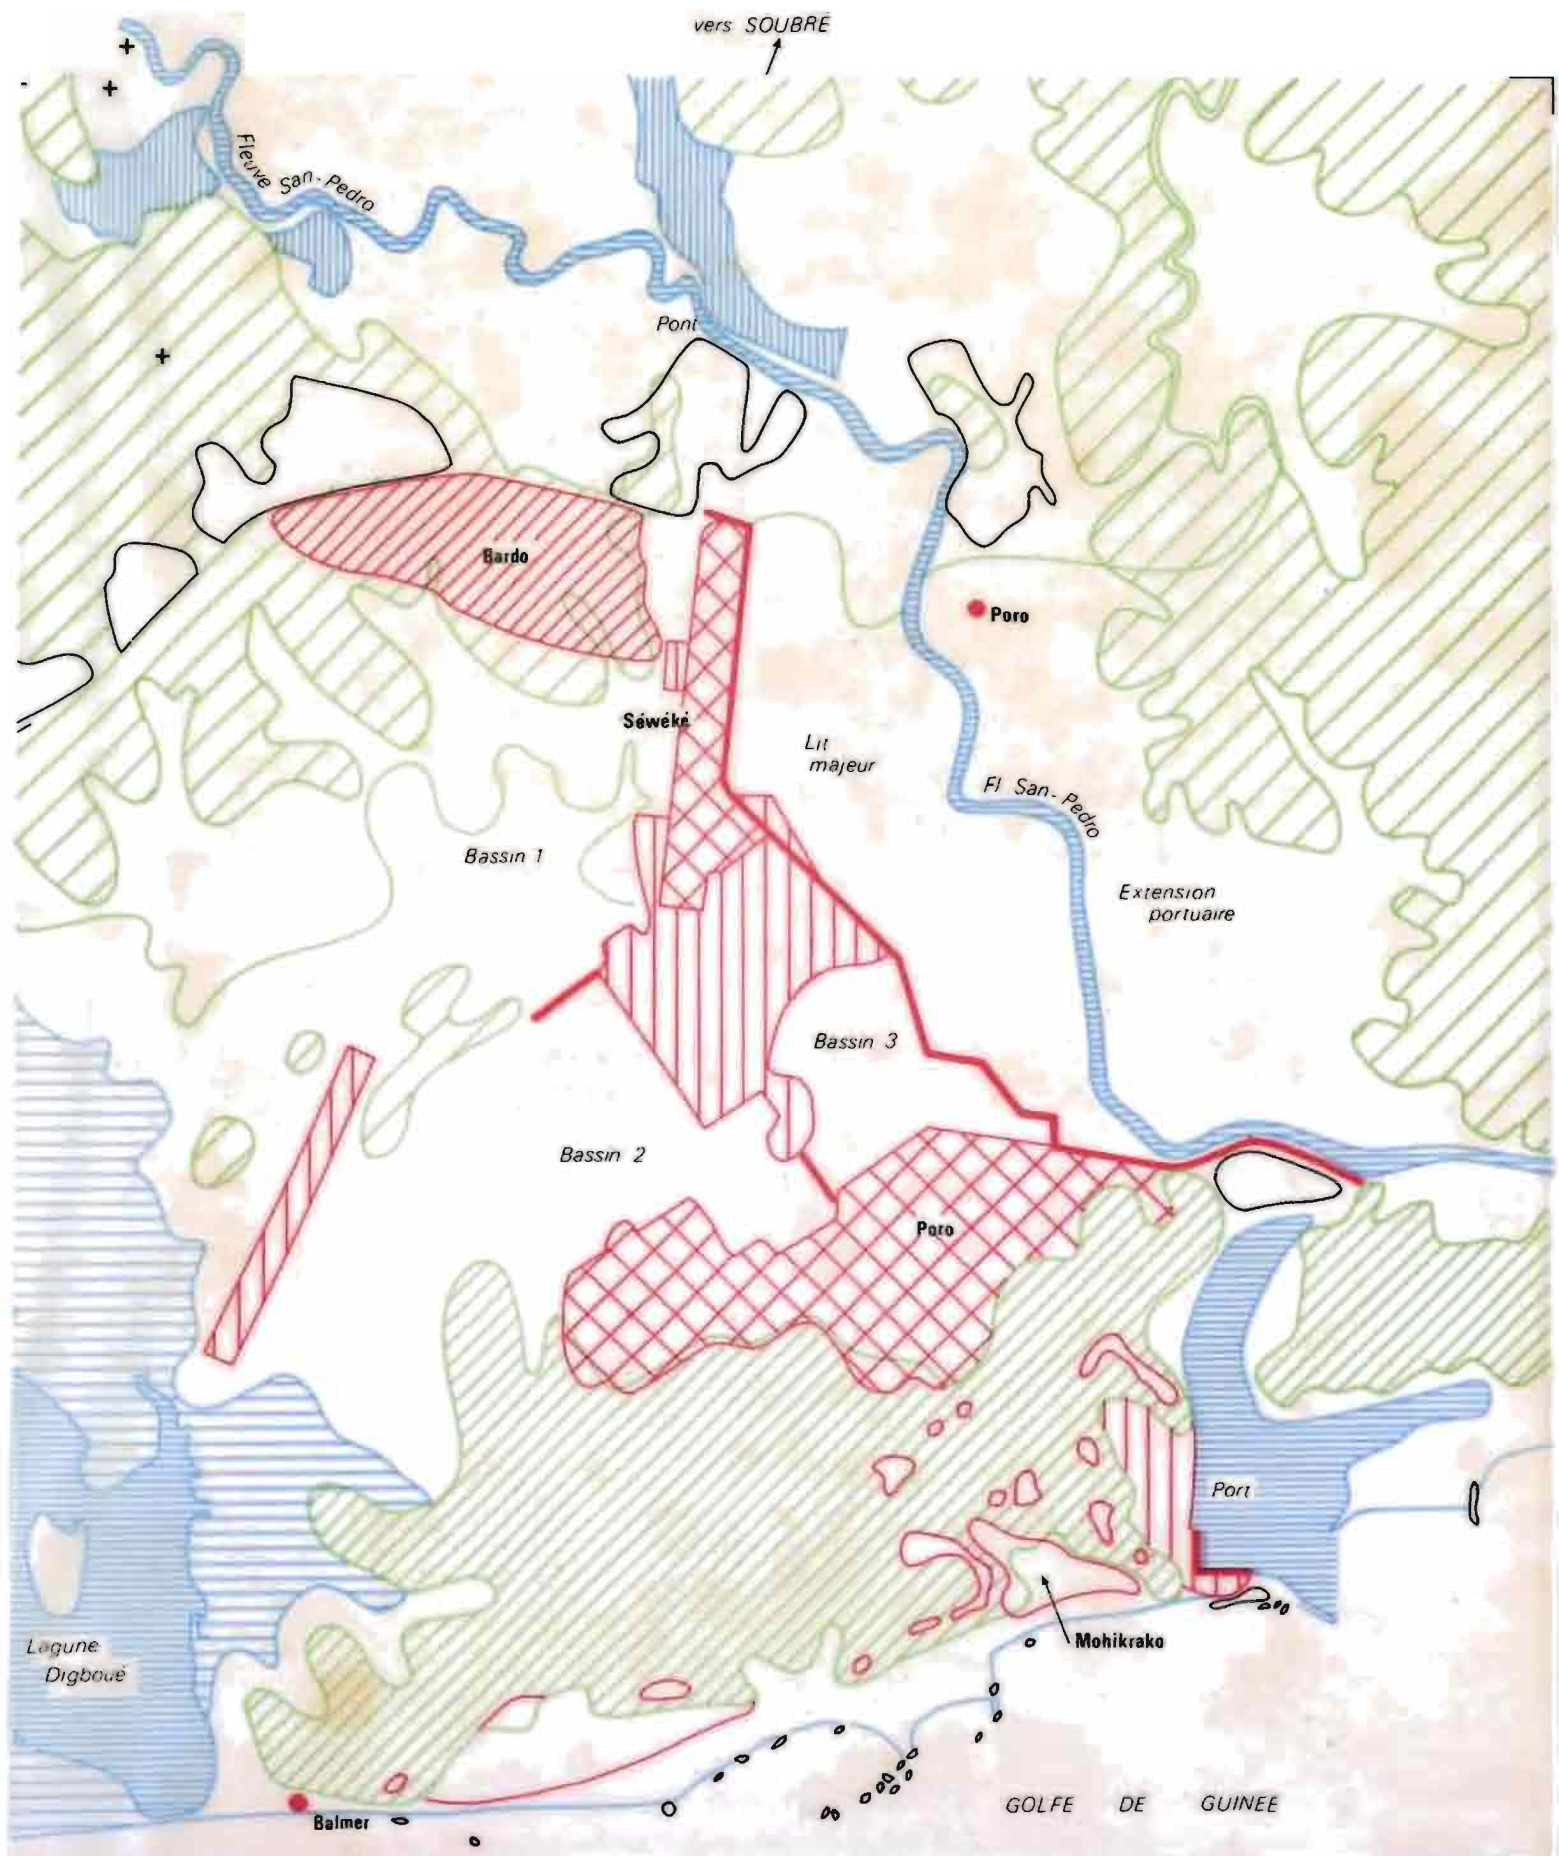 vers SOUBRE
Fleuve San-Pedro
Pont
Bardo
Poro
Séwéké
Lit
majeur
Fl San-Pedro
Bassin 1
Extension
portuaire
Bassin 3
Bassin 2
Poro
Port
Lagune
Digboué
Mohikrako
GOLFE DE GUINEE
Balmer